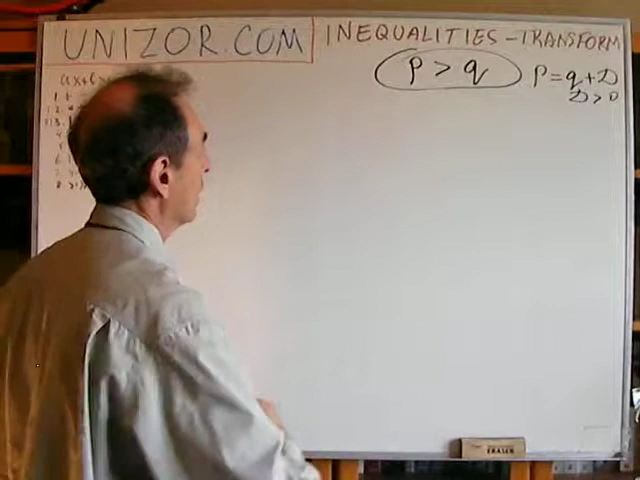 UNIZOR.COM
INEQUALITIES - TRANSFORM
P > q
P = q + D
D > 0
ERASER